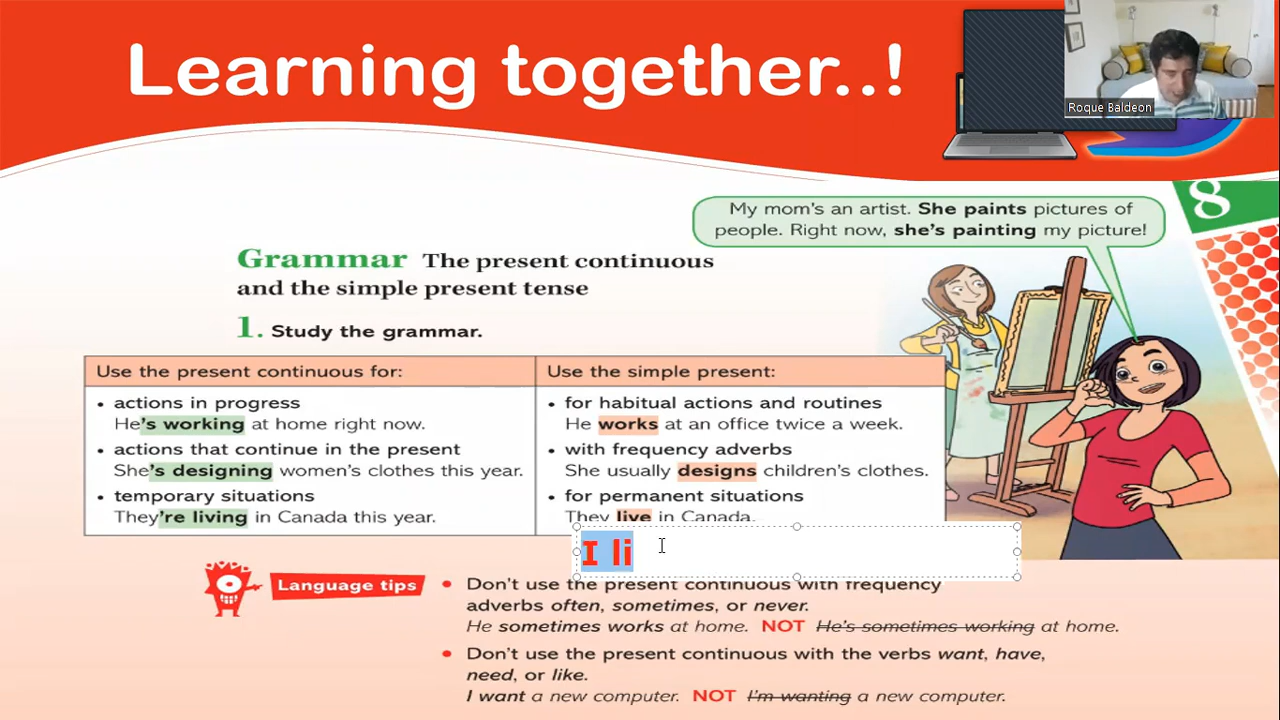 Learning together..!
Roque Baldeon
8
My mom's an artist. She paints pictures of
people. Right now, she's painting my picture!
Grammar The present continuous
and the simple present tense
1. Study the grammar.
Use the present continuous for:
• actions in progress
He's working at home right now.
• actions that continue in the present
She's designing women's clothes this year.
• temporary situations
They're living in Canada this year.
Use the simple present:
• for habitual actions and routines
He works at an office twice a week.
• with frequency adverbs
She usually designs children's clothes.
• for permanent situations
They live in Canada.
I li
Language tips
• Don't use the present continuous with frequency
adverbs often, sometimes, or never.
He sometimes works at home. NOT He's sometimes working at home.
• Don't use the present continuous with the verbs want, have,
need, or like.
I want a new computer. NOT I'm wanting a new computer.